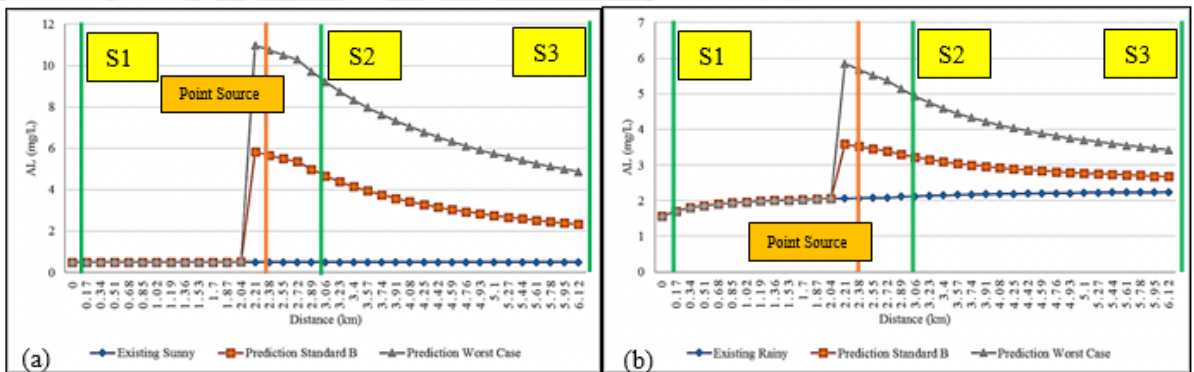 12
10
8
6
4
2
0
AL (mg/L)
S1
S2
S3
Point Source
0 0.17 0.34 0.51 0.68 0.85 1.02 1.19 1.36 1.53 1.7 1.87 2.04 2.21 2.38 2.55 2.72 2.89 3.06 3.23 3.4 3.57 3.74 3.91 4.08 4.25 4.42 4.59 4.76 4.93 5.1 5.27 5.44 5.61 5.78 5.95 6.12
Distance (km)
(a)
Existing Sunny Prediction Standard B Prediction Worst Case
7
6
5
4
3
2
1
0
AL (mg/L)
S1
S2
S3
Point Source
0 0.17 0.34 0.51 0.68 0.85 1.02 1.19 1.36 1.53 1.7 1.87 2.04 2.21 2.38 2.55 2.72 2.89 3.06 3.23 3.4 3.57 3.74 3.91 4.08 4.25 4.42 4.59 4.76 4.93 5.1 5.27 5.44 5.61 5.78 5.95 6.12
Distance (km)
(b)
Existing Rainy Prediction Standard B Prediction Worst Case